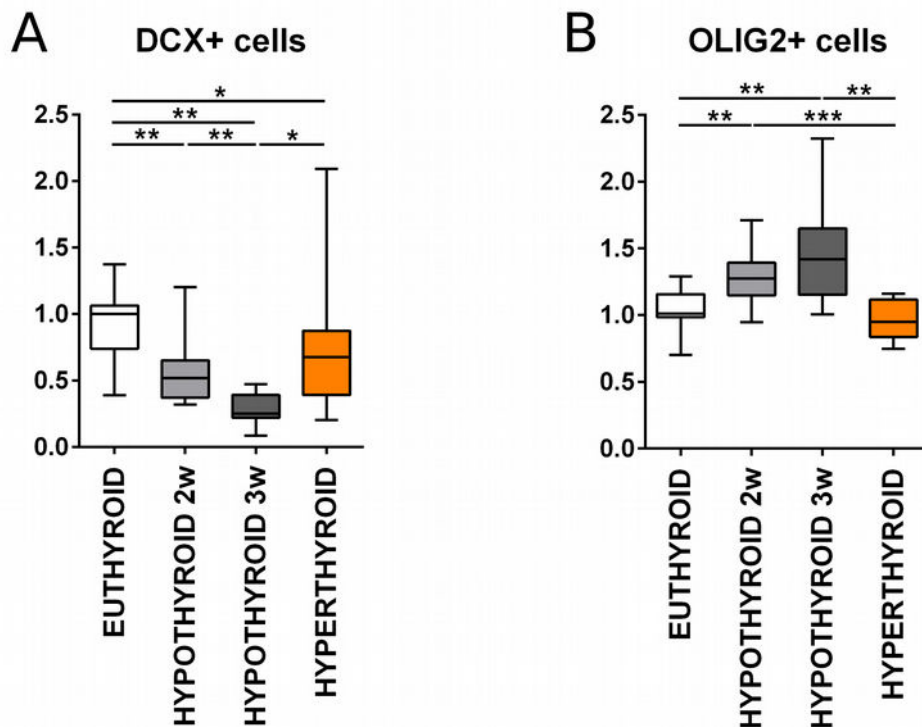 A
DCX+ cells
*
**
** ** *
2.5
2.0
1.5
1.0
0.5
0.0
EUTHYROID
HYPOTHYROID 2w
HYPOTHYROID 3w
HYPERTHYROID
B
OLIG2+ cells
** **
** ***
2.5
2.0
1.5
1.0
0.5
0.0
EUTHYROID
HYPOTHYROID 2w
HYPOTHYROID 3w
HYPERTHYROID